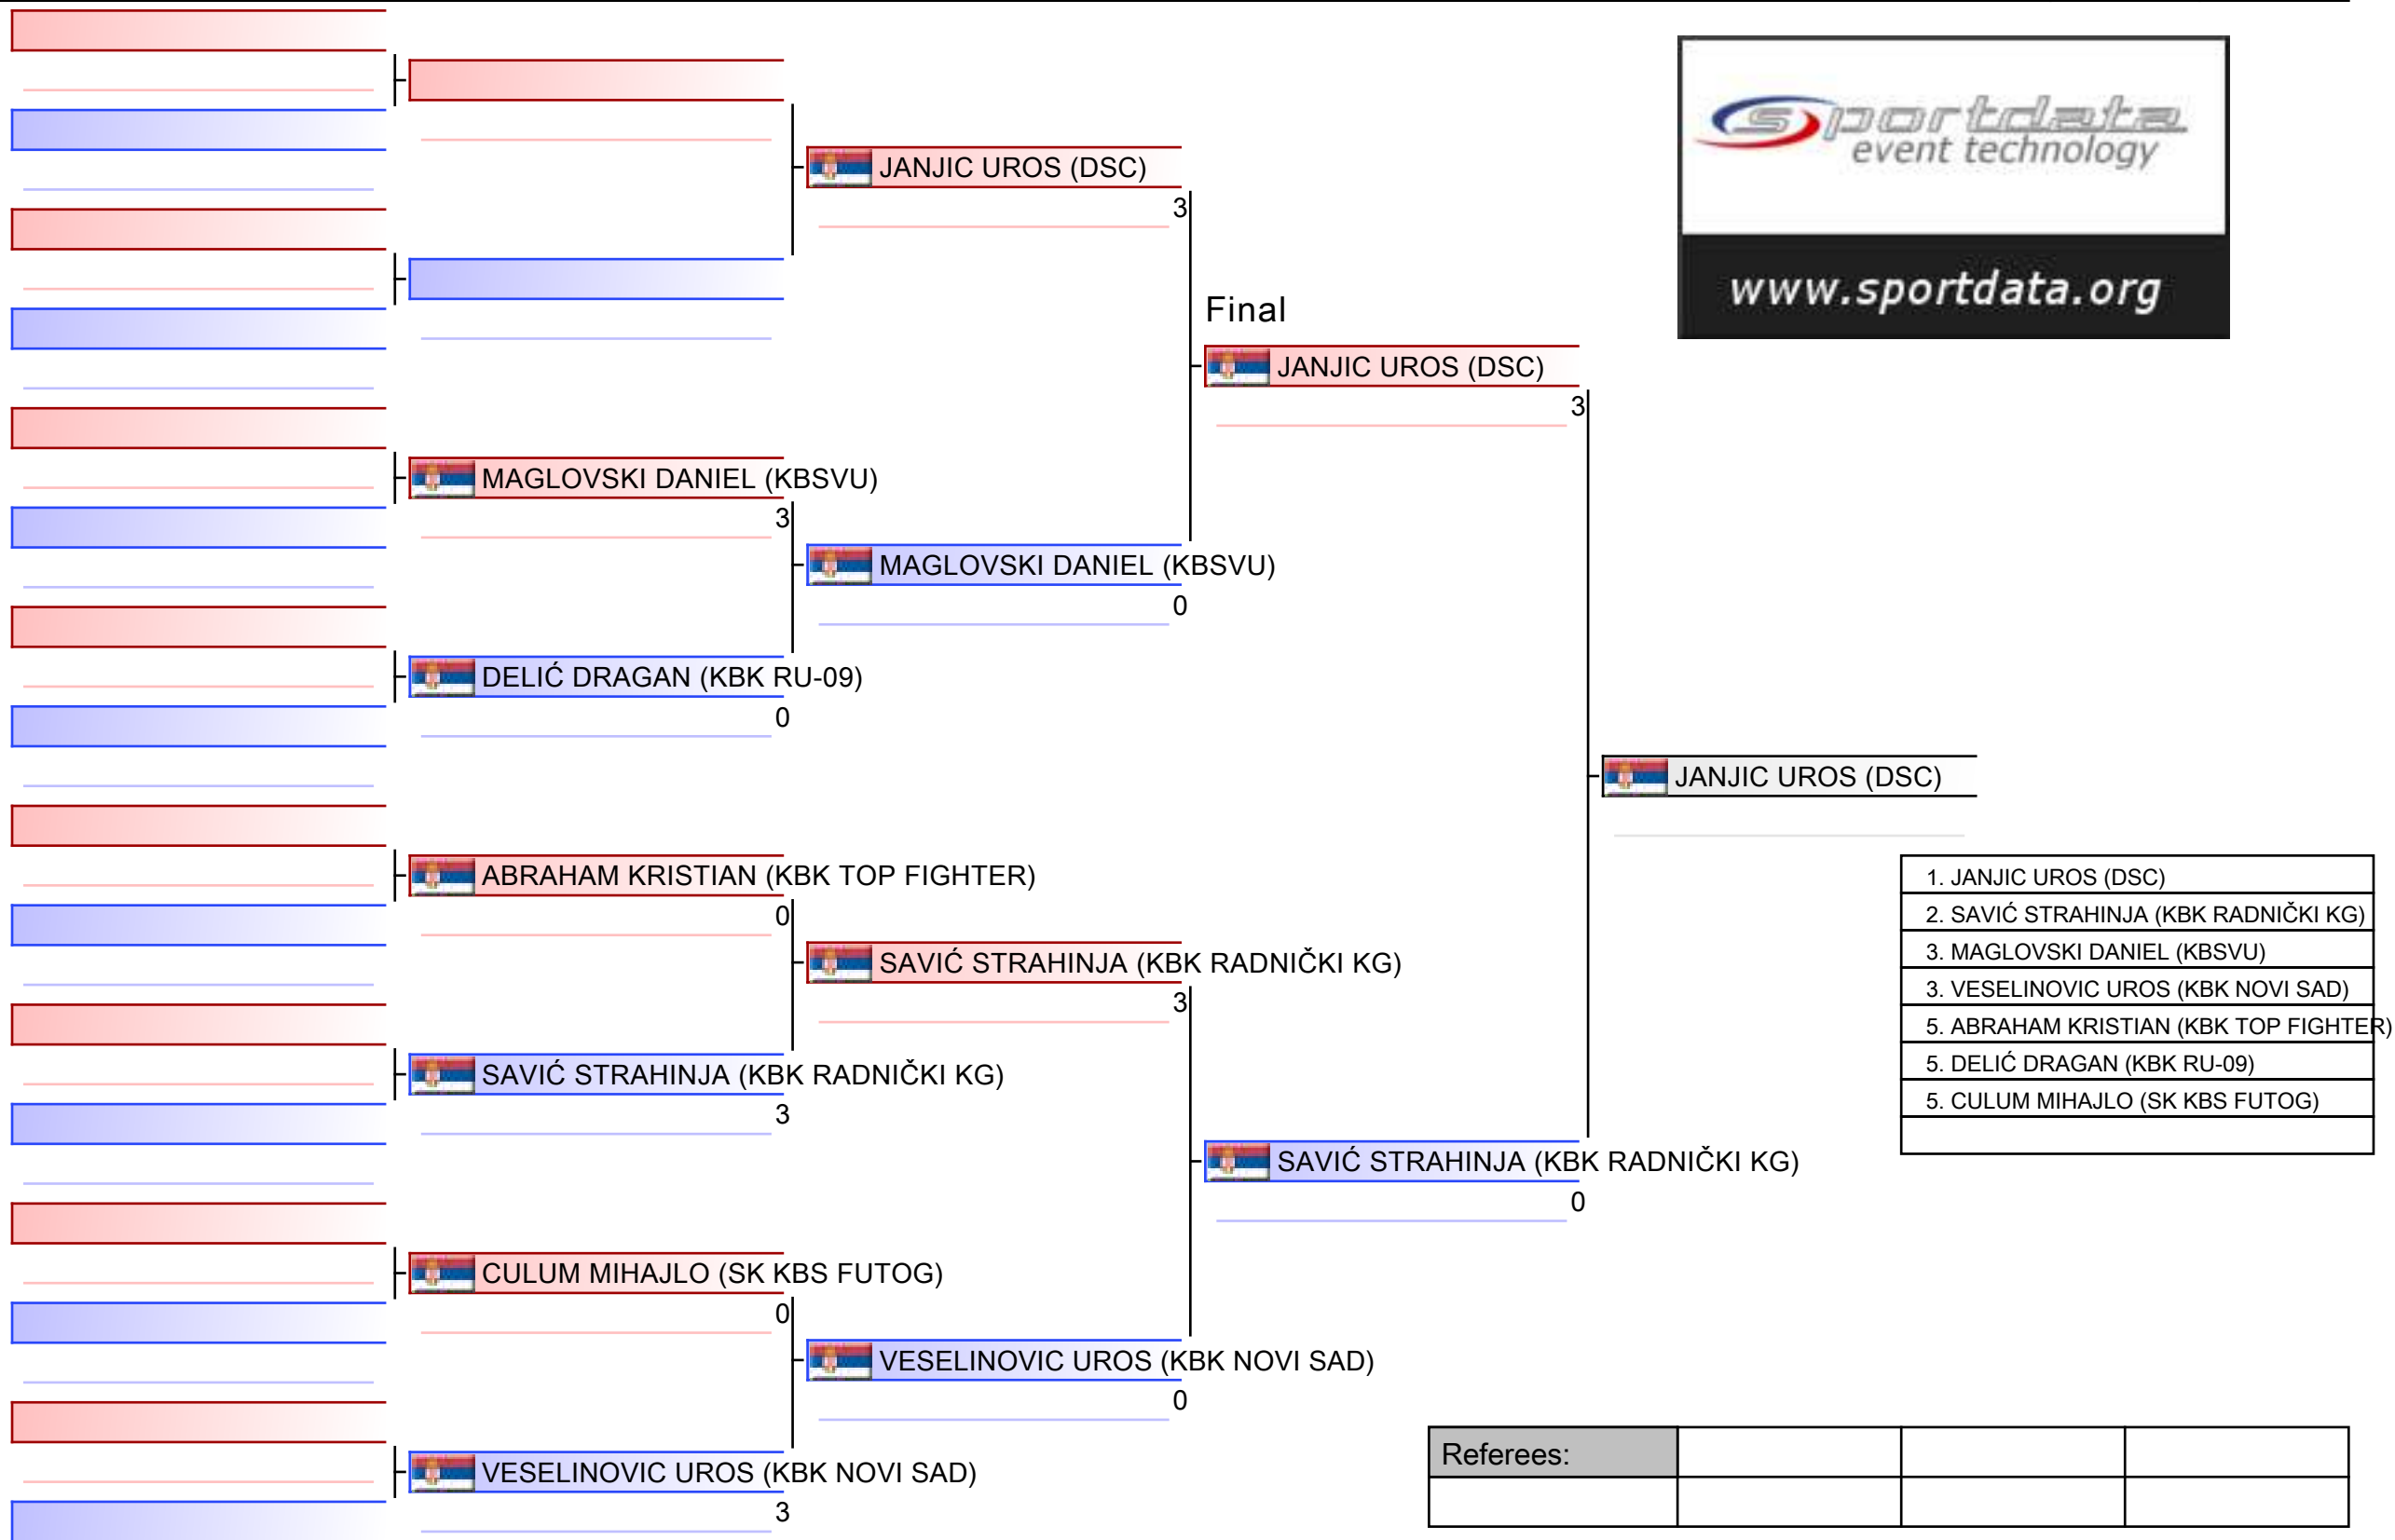 sportdata
event technology
www.sportdata.org
JANJIC UROS (DSC)
3
Final
JANJIC UROS (DSC)
3
MAGLOVSKI DANIEL (KBSVU)
3
MAGLOVSKI DANIEL (KBSVU)
0
DELIĆ DRAGAN (KBK RU-09)
0
JANJIC UROS (DSC)
ABRAHAM KRISTIAN (KBK TOP FIGHTER)
0
SAVIĆ STRAHINJA (KBK RADNIČKI KG)
3
SAVIĆ STRAHINJA (KBK RADNIČKI KG)
3
SAVIĆ STRAHINJA (KBK RADNIČKI KG)
0
CULUM MIHAJLO (SK KBS FUTOG)
0
VESELINOVIC UROS (KBK NOVI SAD)
0
VESELINOVIC UROS (KBK NOVI SAD)
3
1. JANJIC UROS (DSC)
2. SAVIĆ STRAHINJA (KBK RADNIČKI KG)
3. MAGLOVSKI DANIEL (KBSVU)
3. VESELINOVIC UROS (KBK NOVI SAD)
5. ABRAHAM KRISTIAN (KBK TOP FIGHTER)
5. DELIĆ DRAGAN (KBK RU-09)
5. CULUM MIHAJLO (SK KBS FUTOG)
Referees: